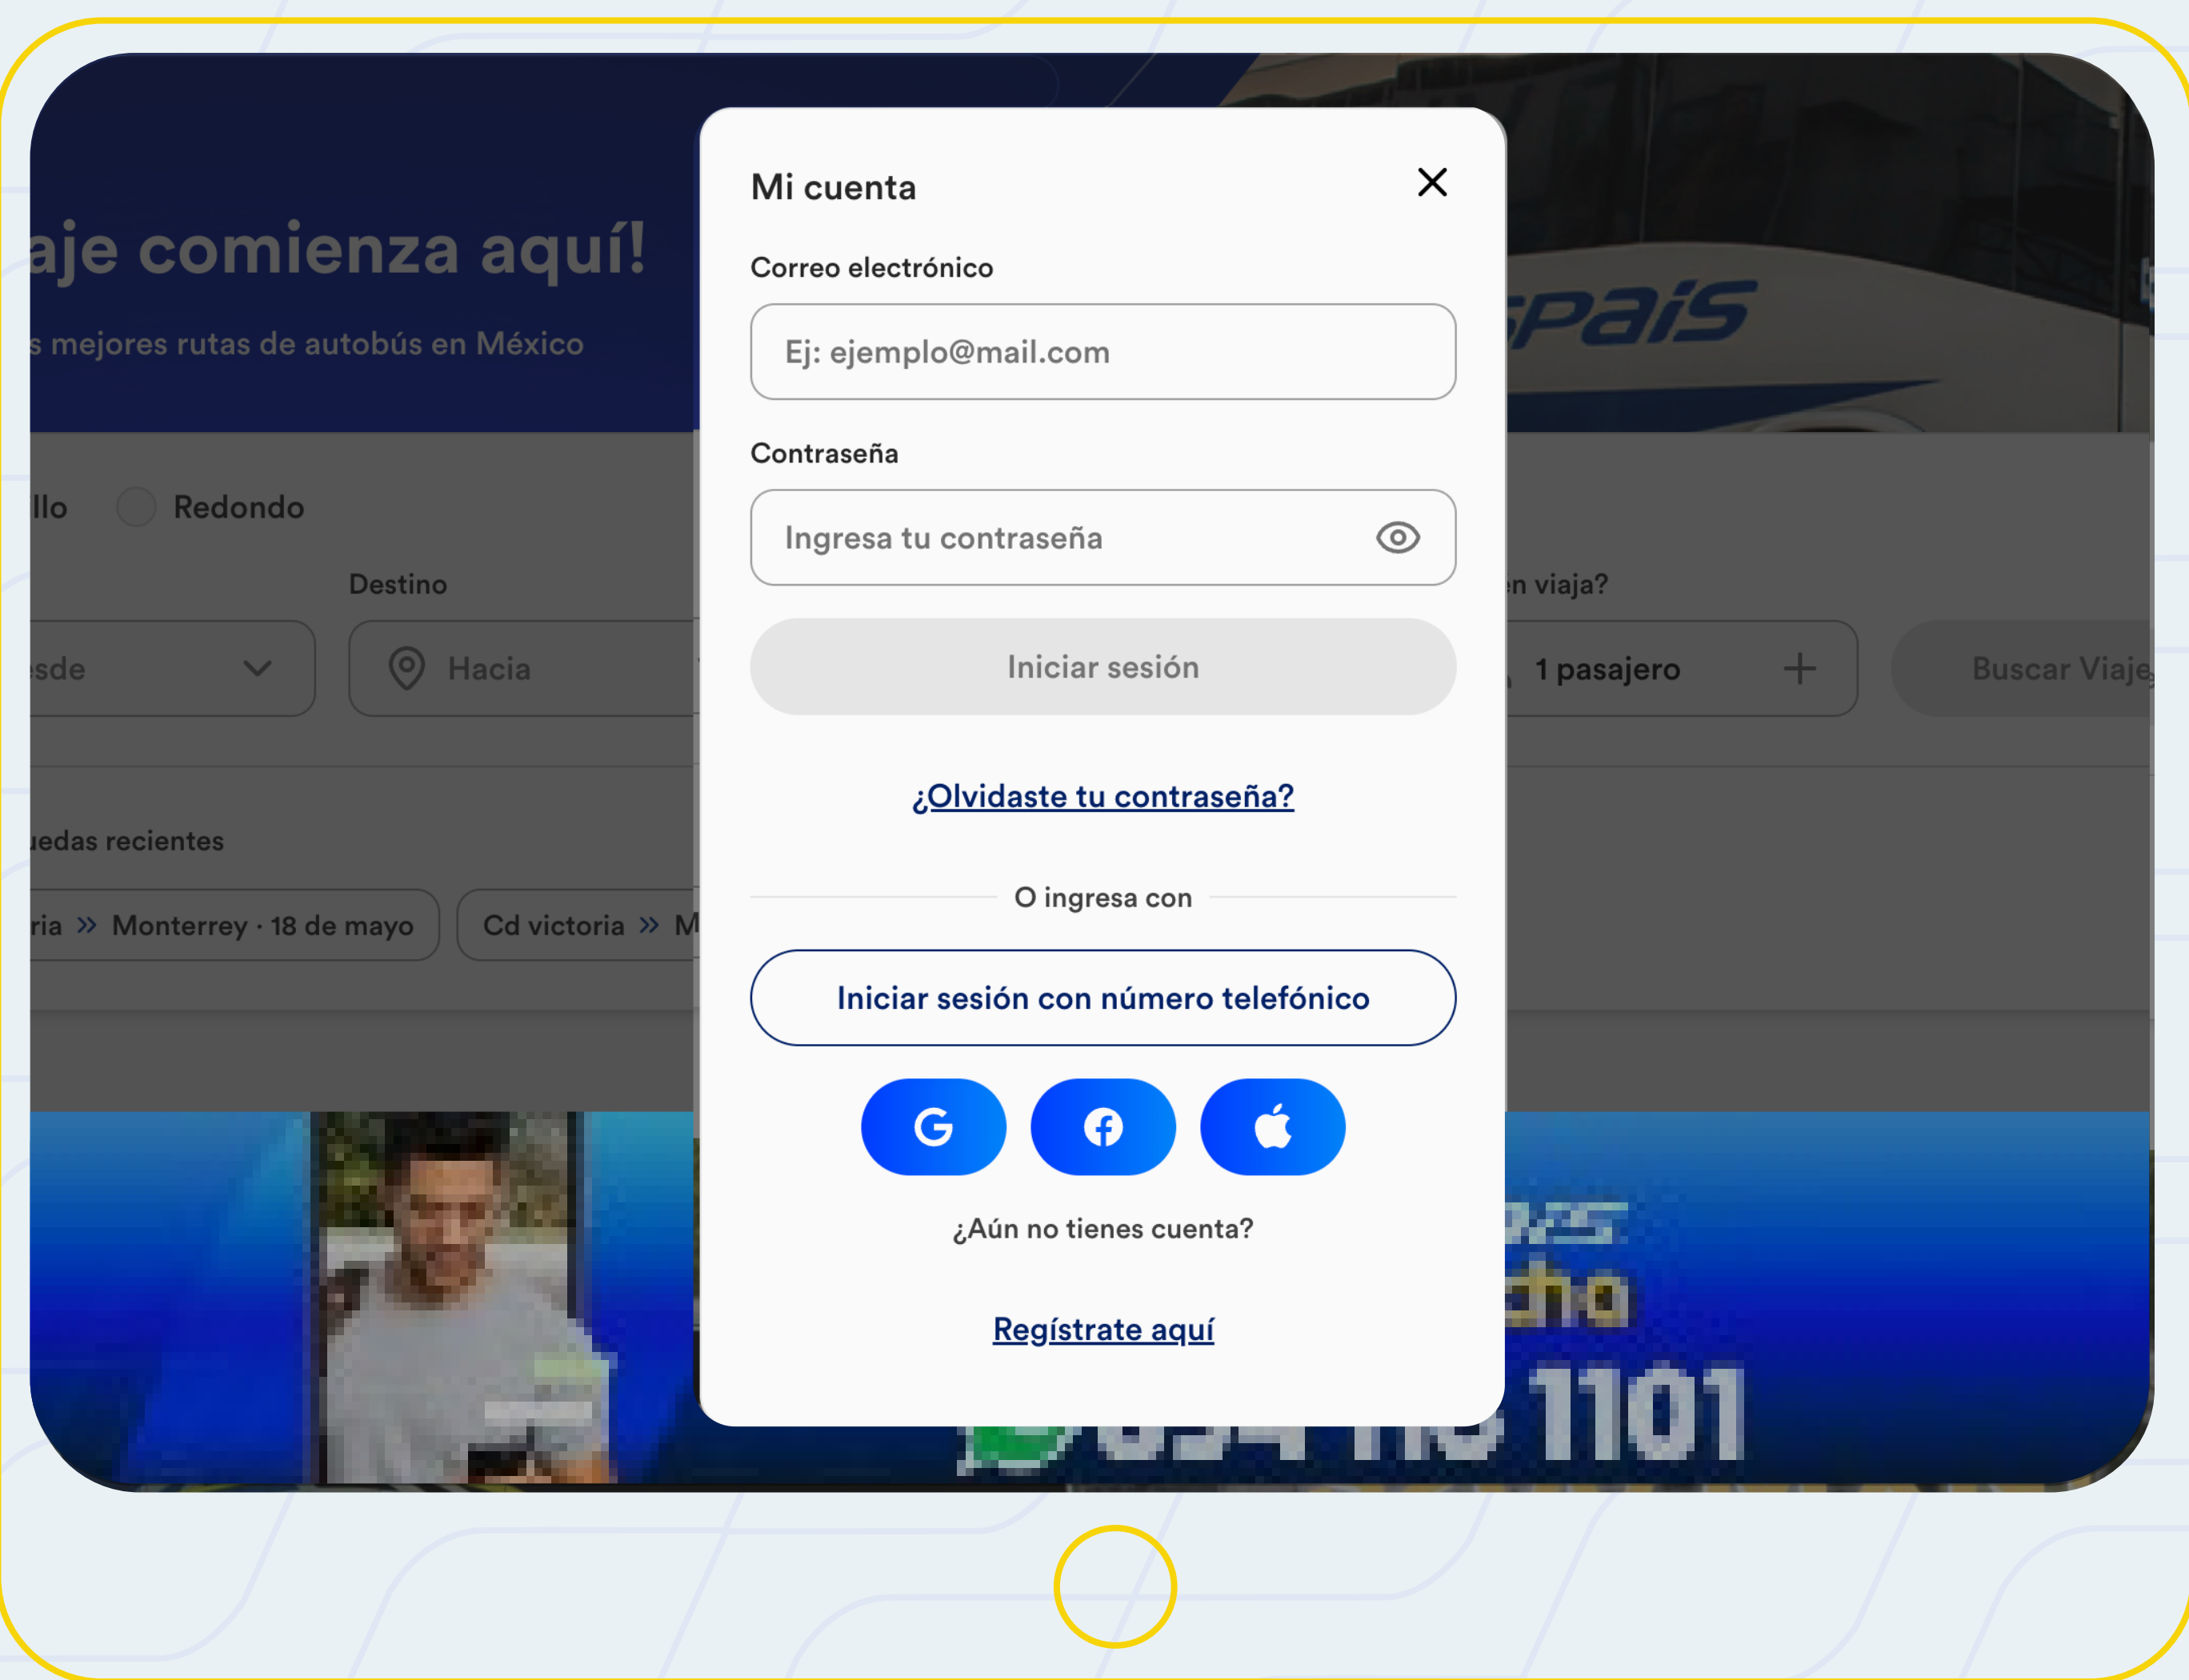 aje comienza aquí!
s mejores rutas de autobús en México
pais
llo Redondo
Destino
Hacia
esde
uedas recientes
ria » Monterrey · 18 de mayo
Cd victoria » M
Mi cuenta
Correo electrónico
Ej: ejemplo@mail.com
Contraseña
Ingresa tu contraseña
Iniciar sesión
¿Olvidaste tu contraseña?
O ingresa con
Iniciar sesión con número telefónico
¿Aún no tienes cuenta?
Regístrate aquí
n viaja?
1 pasajero
Buscar Viaje
1101